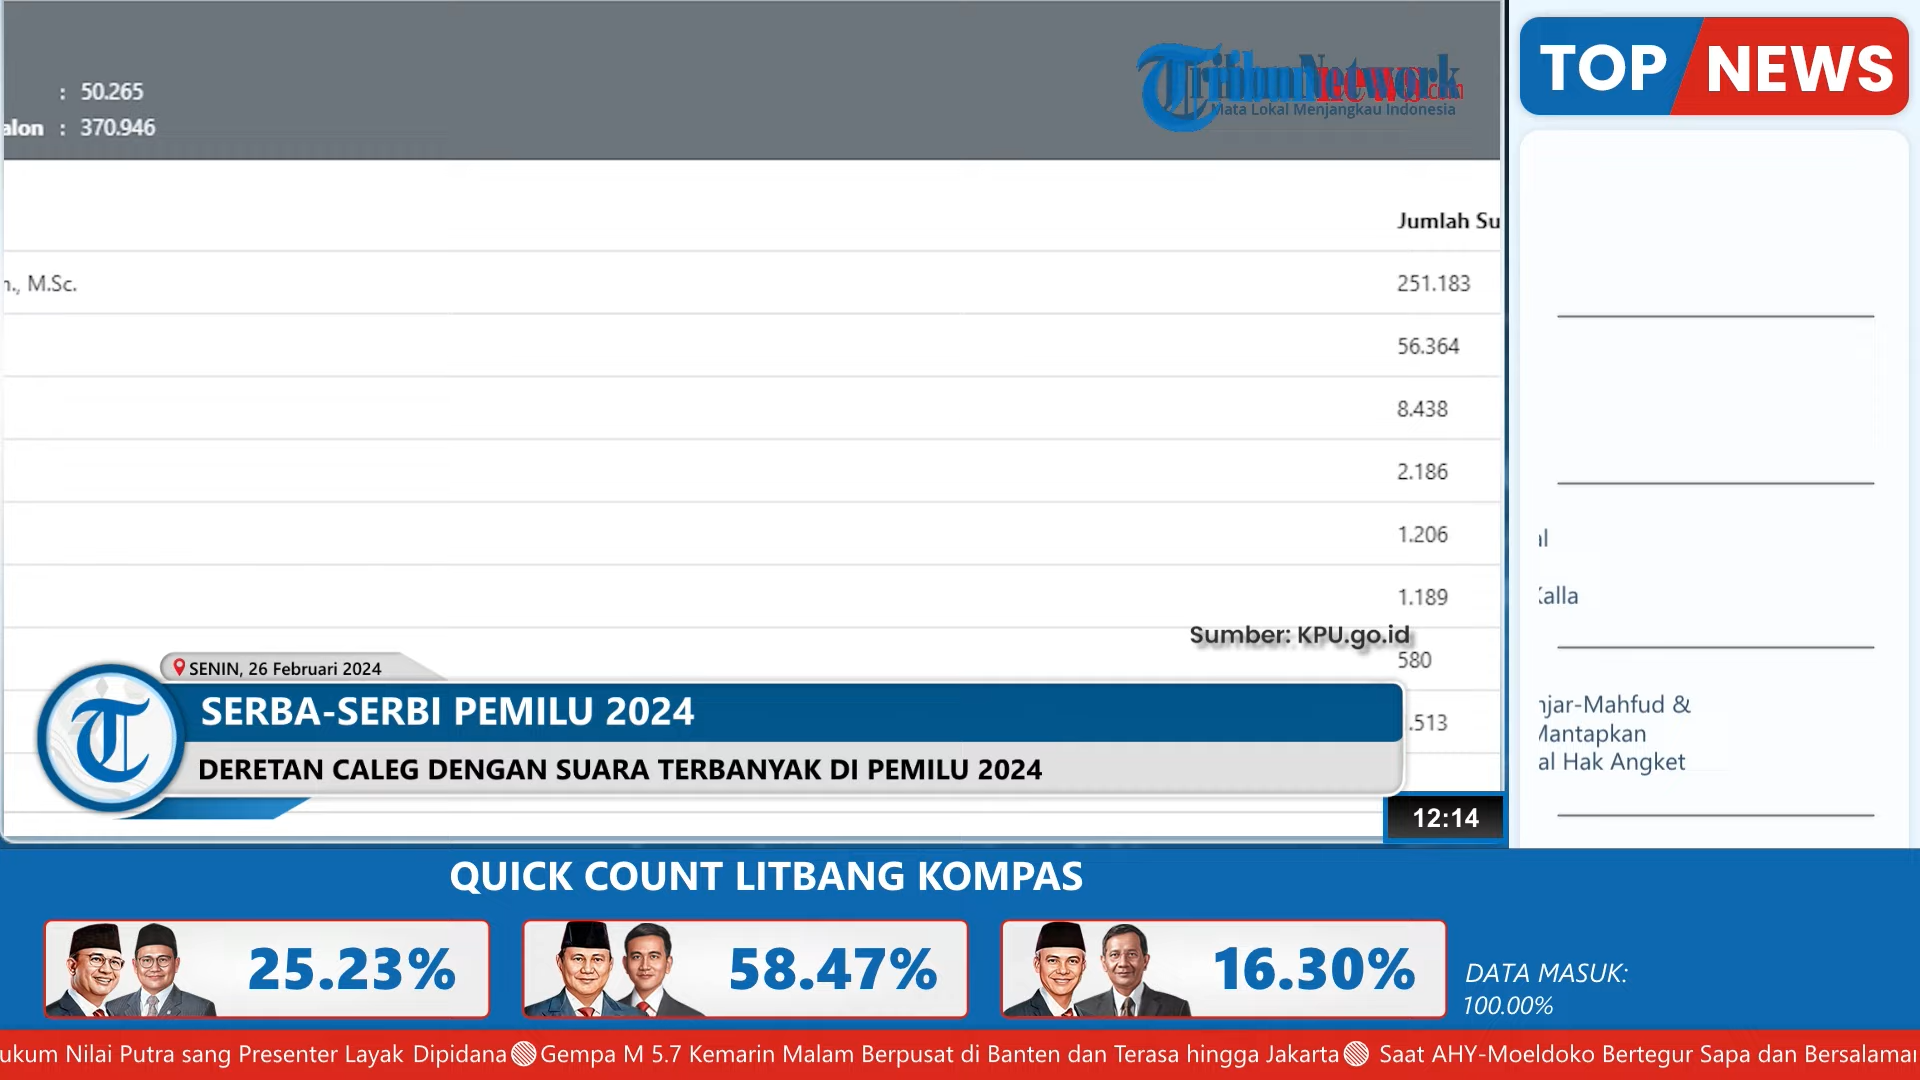 : 50.265
alon : 370.946
TribunNetwork
Mata Lokal Menjangkau Indonesia
TOP NEWS
Jumlah Su
n., M.Sc.
251.183
56.364
8.438
2.186
1.206
1.189
Sumber: KPU.go.id
580
.513
SENIN, 26 Februari 2024
SERBA-SERBI PEMILU 2024
DERETAN CALEG DENGAN SUARA TERBANYAK DI PEMILU 2024
12:14
al
Kalla
njar-Mahfud &
Mantapkan
al Hak Angket
QUICK COUNT LITBANG KOMPAS
25.23%
58.47%
16.30%
DATA MASUK:
100.00%
ukum Nilai Putra sang Presenter Layak Dipidana Gempa M 5.7 Kemarin Malam Berpusat di Banten dan Terasa hingga Jakarta Saat AHY-Moeldoko Bertegur Sapa dan Bersalaman